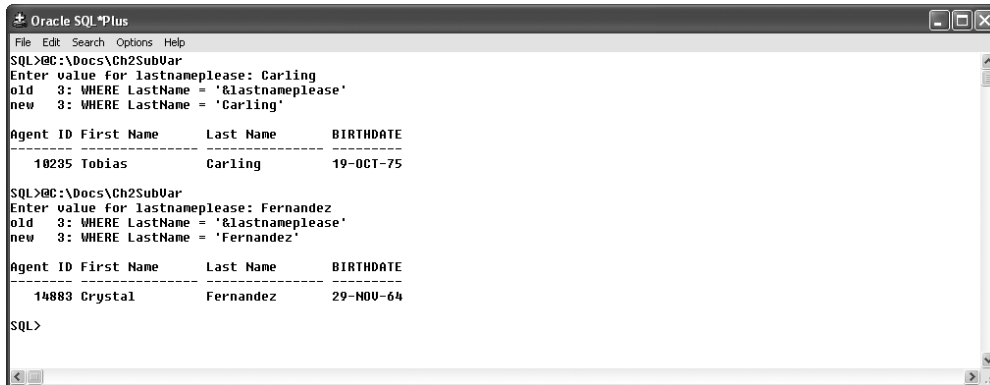 Oracle SQL*Plus
File Edit Search Options Help
SQL>@C:\Docs\Ch2SubVar
Enter value for lastnameplease: Carling
old   3: WHERE LastName = '&lastnameplease'
new   3: WHERE LastName = 'Carling'
Agent ID First Name      Last Name       BIRTHDATE
-------- --------------- --------------- ---------
   10235 Tobias          Carling         19-OCT-75
SQL>@C:\Docs\Ch2SubVar
Enter value for lastnameplease: Fernandez
old   3: WHERE LastName = '&lastnameplease'
new   3: WHERE LastName = 'Fernandez'
Agent ID First Name      Last Name       BIRTHDATE
-------- --------------- --------------- ---------
   14883 Crystal         Fernandez       29-NOV-64
SQL>